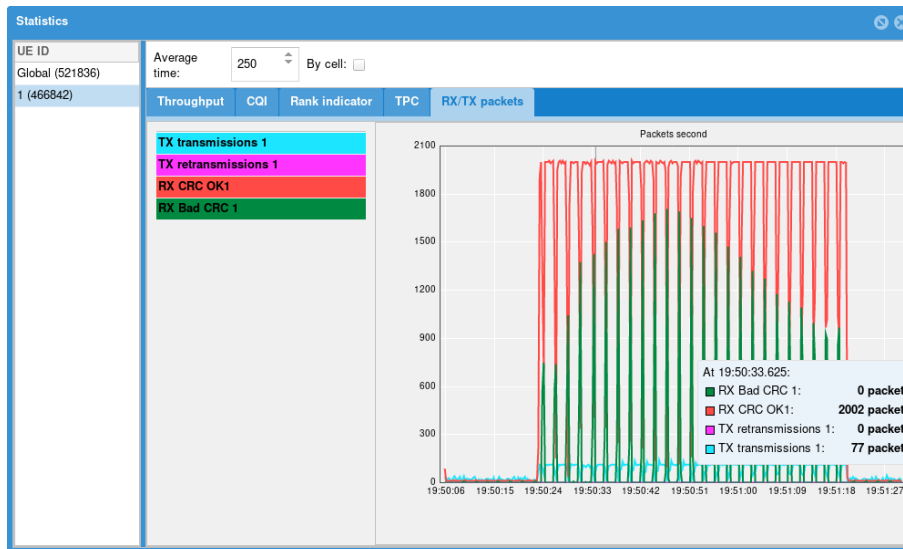 Statistics
UE ID
Global (521836)
1 (466842)
Average time: 250 By cell:
Throughput CQI Rank indicator TPC RX/TX packets
TX transmissions 1
TX retransmissions 1
RX CRC OK1
RX Bad CRC 1
Packets second
2100
1800
1500
1200
900
600
300
0
At 19:50:33.625:
RX Bad CRC 1: 0 packet
RX CRC OK1: 2002 packet
TX retransmissions 1: 0 packet
TX transmissions 1: 77 packet
19:50:06 19:50:15 19:50:24 19:50:33 19:50:42 19:50:51 19:51:00 19:51:09 19:51:18 19:51:27